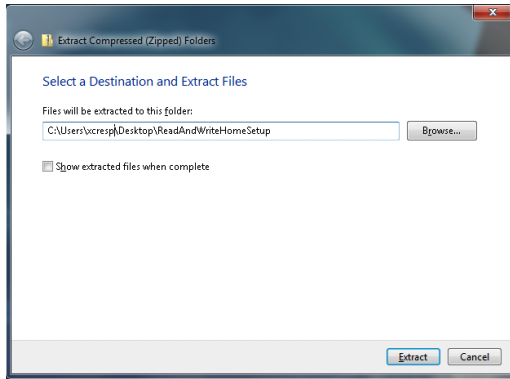 Extract Compressed (Zipped) Folders
Select a Destination and Extract Files
Files will be extracted to this folder:
C:\Users\xcresp\Desktop\ReadAndWriteHomeSetup
Browse...
Show extracted files when complete
Extract
Cancel